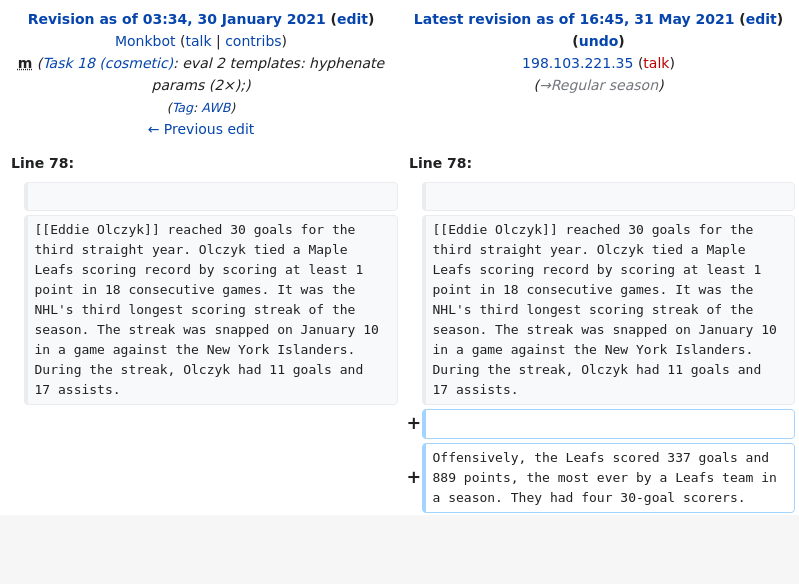 Revision as of 03:34, 30 January 2021 (edit)
Monkbot (talk | contribs)
m (Task 18 (cosmetic): eval 2 templates: hyphenate
params (2×);)
(Tag: AWB)
← Previous edit
Latest revision as of 16:45, 31 May 2021 (edit)
(undo)
198.103.221.35 (talk)
(→Regular season)
Line 78:
Line 78:
[[Eddie Olczyk]] reached 30 goals for the
third straight year. Olczyk tied a Maple
Leafs scoring record by scoring at least 1
point in 18 consecutive games. It was the
NHL's third longest scoring streak of the
season. The streak was snapped on January 10
in a game against the New York Islanders.
During the streak, Olczyk had 11 goals and
17 assists.
[[Eddie Olczyk]] reached 30 goals for the
third straight year. Olczyk tied a Maple
Leafs scoring record by scoring at least 1
point in 18 consecutive games. It was the
NHL's third longest scoring streak of the
season. The streak was snapped on January 10
in a game against the New York Islanders.
During the streak, Olczyk had 11 goals and
17 assists.
+
+ Offensively, the Leafs scored 337 goals and
889 points, the most ever by a Leafs team in
a season. They had four 30-goal scorers.